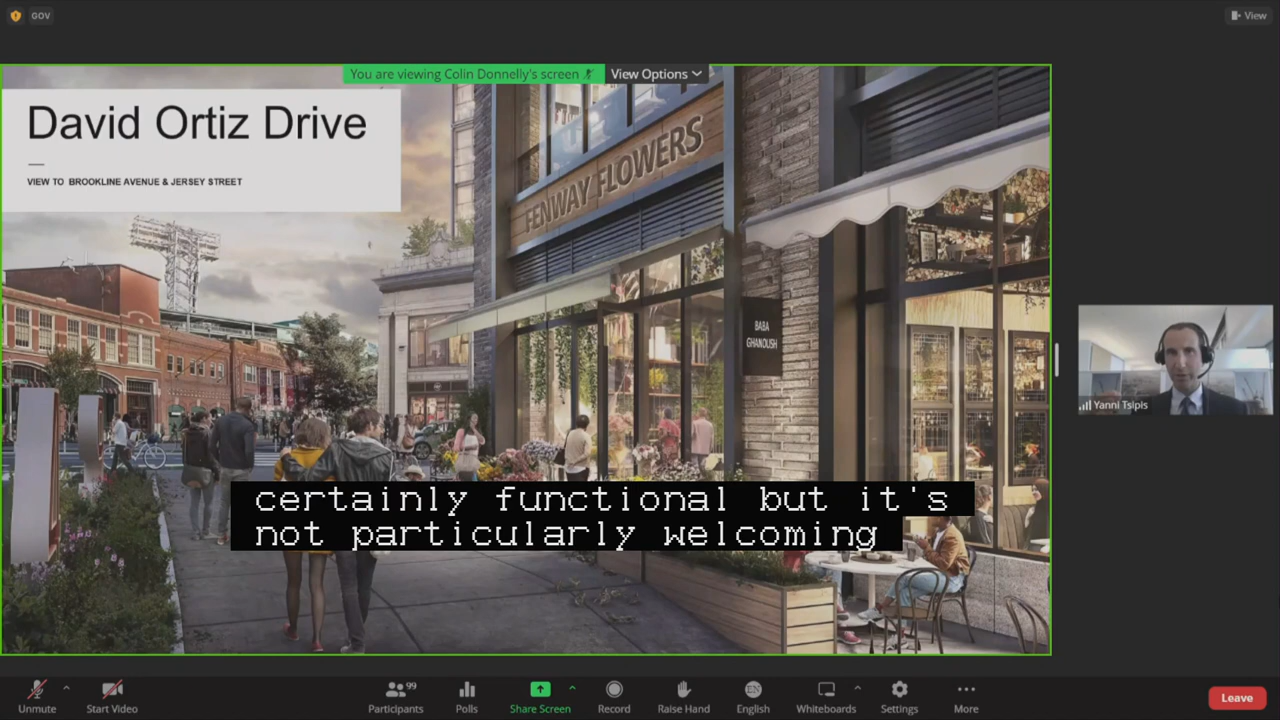 GOV
View
You are viewing Colin Donnelly's screen
View Options
David Ortiz Drive
VIEW TO BROOKLINE AVENUE & JERSEY STREET
FENWAY FLOWERS
BABA
GHANOUSH
Yanni Tsipis
certainly functional but it's
not particularly welcoming
Unmute
Start Video
Participants
99
Polls
Share Screen
Record
Raise Hand
EN
English
Whiteboards
Settings
More
Leave